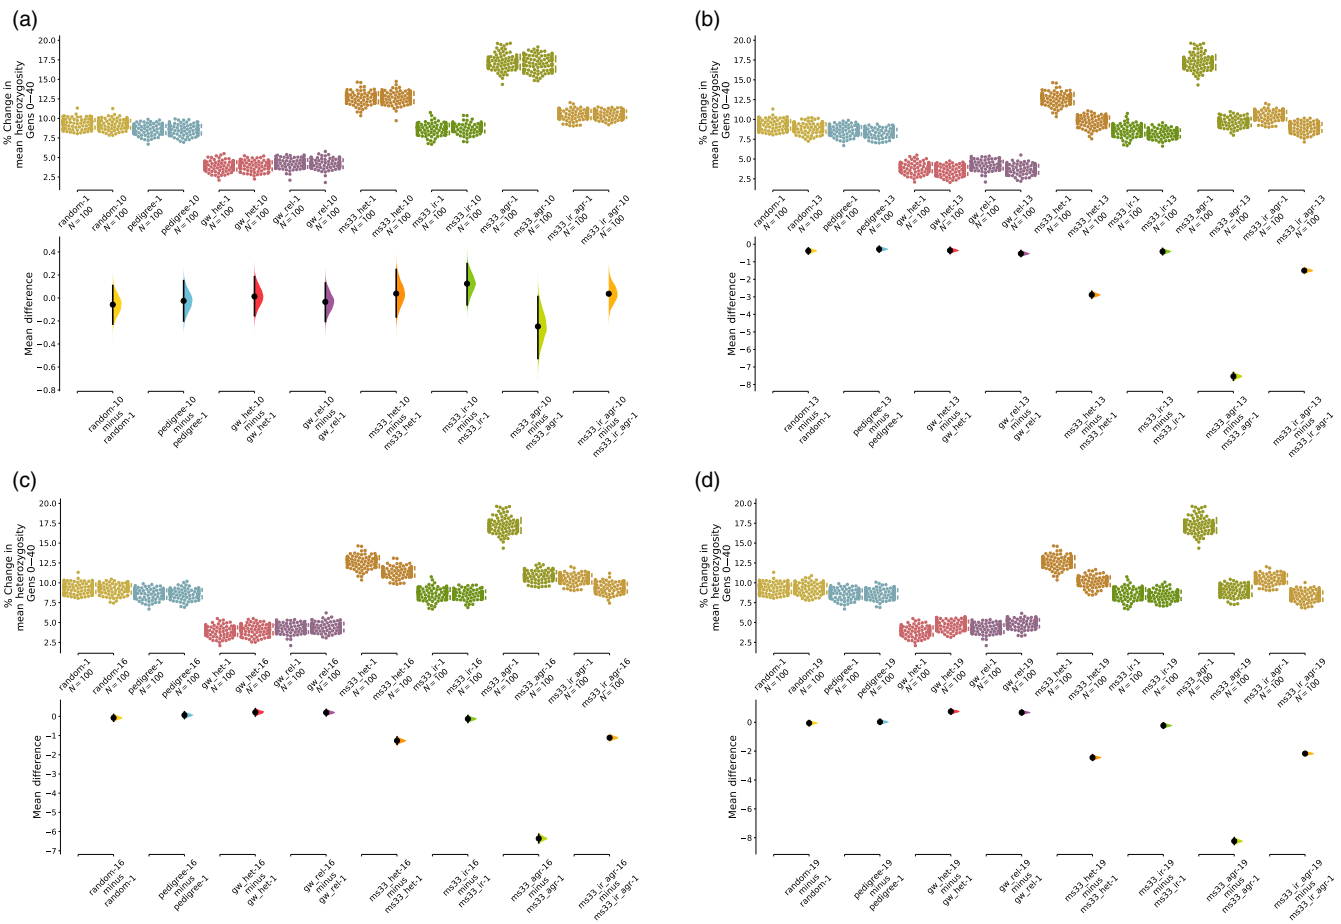 (a)
% Change in
mean heterozygosity
Gens 0−40
20.0
17.5
15.0
12.5
10.0
7.5
5.0
2.5
random-1
N = 100
random-10
N = 100
pedigree-1
N = 100
pedigree-10
N = 100
gw_het-1
N = 100
gw_het-10
N = 100
gw_rel-1
N = 100
gw_rel-10
N = 100
ms33_het-1
N = 100
ms33_het-10
N = 100
ms33_ir-1
N = 100
ms33_ir-10
N = 100
ms33_agr-1
N = 100
ms33_agr-10
N = 100
ms33_ir_agr-1
N = 100
ms33_ir_agr-10
N = 100
Mean difference
0.4
0.2
0.0
−0.2
−0.4
−0.6
−0.8
random-10
minus
random-1
pedigree-10
minus
pedigree-1
gw_het-10
minus
gw_het-1
gw_rel-10
minus
gw_rel-1
ms33_het-10
minus
ms33_het-1
ms33_ir-10
minus
ms33_ir-1
ms33_agr-10
minus
ms33_agr-1
ms33_ir_agr-10
minus
ms33_ir_agr-1
(b)
% Change in
mean heterozygosity
Gens 0−40
20.0
17.5
15.0
12.5
10.0
7.5
5.0
2.5
random-1
N = 100
random-13
N = 100
pedigree-1
N = 100
pedigree-13
N = 100
gw_het-1
N = 100
gw_het-13
N = 100
gw_rel-1
N = 100
gw_rel-13
N = 100
ms33_het-1
N = 100
ms33_het-13
N = 100
ms33_ir-1
N = 100
ms33_ir-13
N = 100
ms33_agr-1
N = 100
ms33_agr-13
N = 100
ms33_ir_agr-1
N = 100
ms33_ir_agr-13
N = 100
Mean difference
0
−1
−2
−3
−4
−5
−6
−7
−8
random-13
minus
random-1
pedigree-13
minus
pedigree-1
gw_het-13
minus
gw_het-1
gw_rel-13
minus
gw_rel-1
ms33_het-13
minus
ms33_het-1
ms33_ir-13
minus
ms33_ir-1
ms33_agr-13
minus
ms33_agr-1
ms33_ir_agr-13
minus
ms33_ir_agr-1
(c)
% Change in
mean heterozygosity
Gens 0−40
20.0
17.5
15.0
12.5
10.0
7.5
5.0
2.5
random-1
N = 100
random-16
N = 100
pedigree-1
N = 100
pedigree-16
N = 100
gw_het-1
N = 100
gw_het-16
N = 100
gw_rel-1
N = 100
gw_rel-16
N = 100
ms33_het-1
N = 100
ms33_het-16
N = 100
ms33_ir-1
N = 100
ms33_ir-16
N = 100
ms33_agr-1
N = 100
ms33_agr-16
N = 100
ms33_ir_agr-1
N = 100
ms33_ir_agr-16
N = 100
Mean difference
0
−1
−2
−3
−4
−5
−6
−7
random-16
minus
random-1
pedigree-16
minus
pedigree-1
gw_het-16
minus
gw_het-1
gw_rel-16
minus
gw_rel-1
ms33_het-16
minus
ms33_het-1
ms33_ir-16
minus
ms33_ir-1
ms33_agr-16
minus
ms33_agr-1
ms33_ir_agr-16
minus
ms33_ir_agr-1
(d)
% Change in
mean heterozygosity
Gens 0−40
20.0
17.5
15.0
12.5
10.0
7.5
5.0
2.5
random-1
N = 100
random-19
N = 100
pedigree-1
N = 100
pedigree-19
N = 100
gw_het-1
N = 100
gw_het-19
N = 100
gw_rel-1
N = 100
gw_rel-19
N = 100
ms33_het-1
N = 100
ms33_het-19
N = 100
ms33_ir-1
N = 100
ms33_ir-19
N = 100
ms33_agr-1
N = 100
ms33_agr-19
N = 100
ms33_ir_agr-1
N = 100
ms33_ir_agr-19
N = 100
Mean difference
0
−2
−4
−6
−8
random-19
minus
random-1
pedigree-19
minus
pedigree-1
gw_het-19
minus
gw_het-1
gw_rel-19
minus
gw_rel-1
ms33_het-19
minus
ms33_het-1
ms33_ir-19
minus
ms33_ir-1
ms33_agr-19
minus
ms33_agr-1
ms33_ir_agr-19
minus
ms33_ir_agr-1